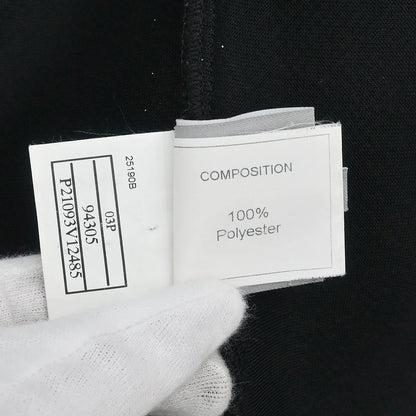 25190B
03P
94305
P21093V12485
COMPOSITION
100%
Polyester